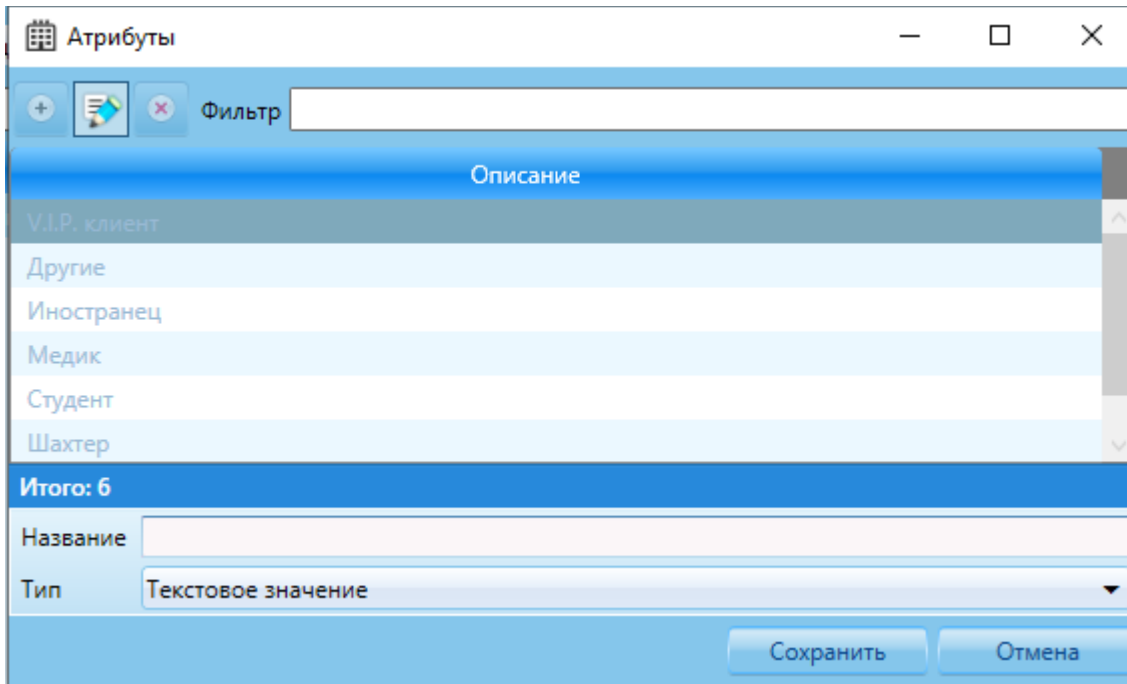 Атрибуты
Фильтр
Описание
V.I.P. клиент
Другие
Иностранец
Медик
Студент
Шахтер
Итого: 6
Название
Тип Текстовое значение
Сохранить Отмена